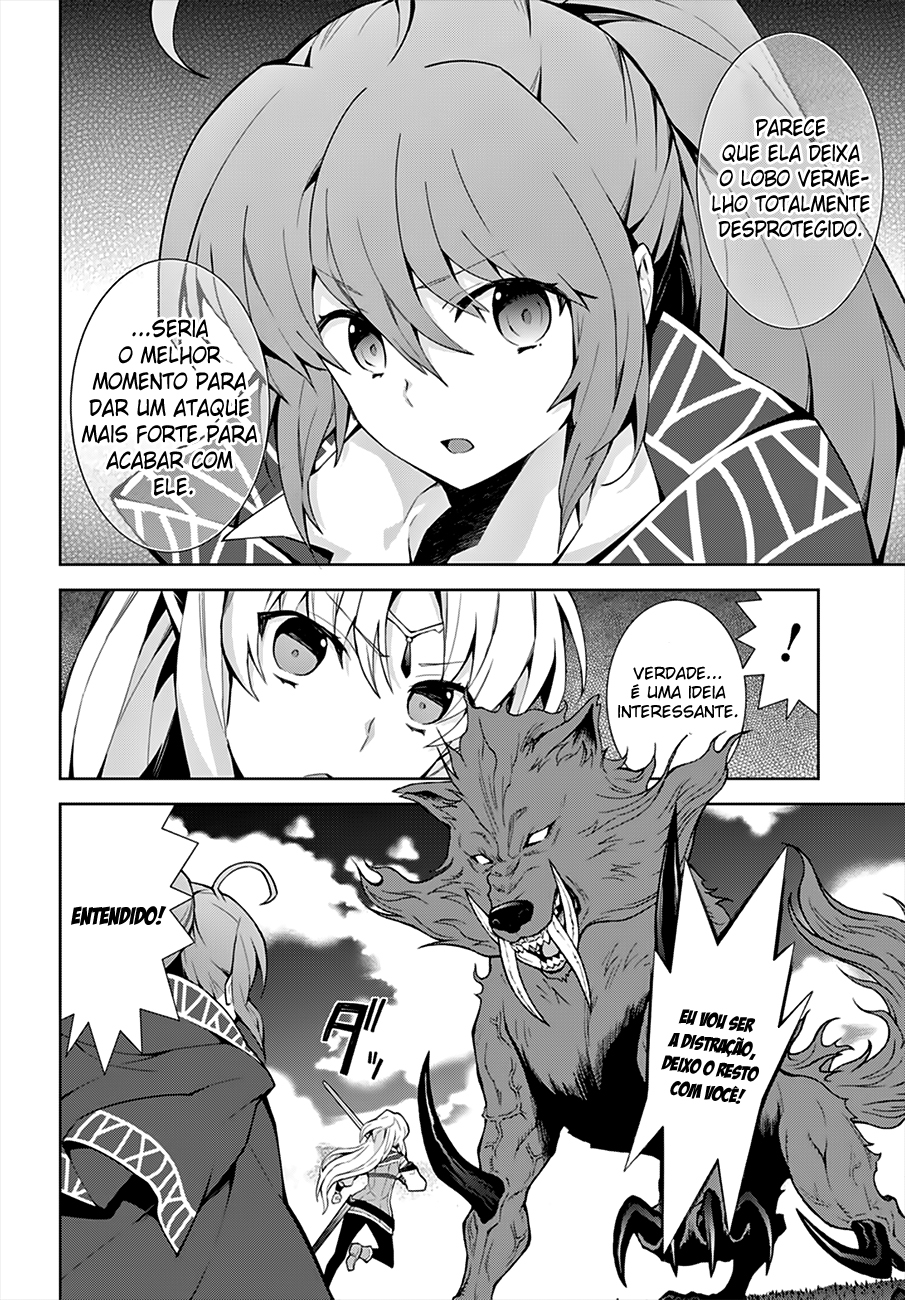 PARECE
QUE ELA DEIXA
O LOBO VERME-
LHO TOTALMENTE
DESPROTEGIDO.
...SERIA
O MELHOR
MOMENTO PARA
DAR UM ATAQUE
MAIS FORTE PARA
ACABAR COM
ELE.
!
VERDADE...
É UMA IDEIA
INTERESSANTE.
EU VOU SER
A DISTRAÇÃO,
DEIXO O RESTO
COM VOCÊ!
ダッ
ENTENDIDO!